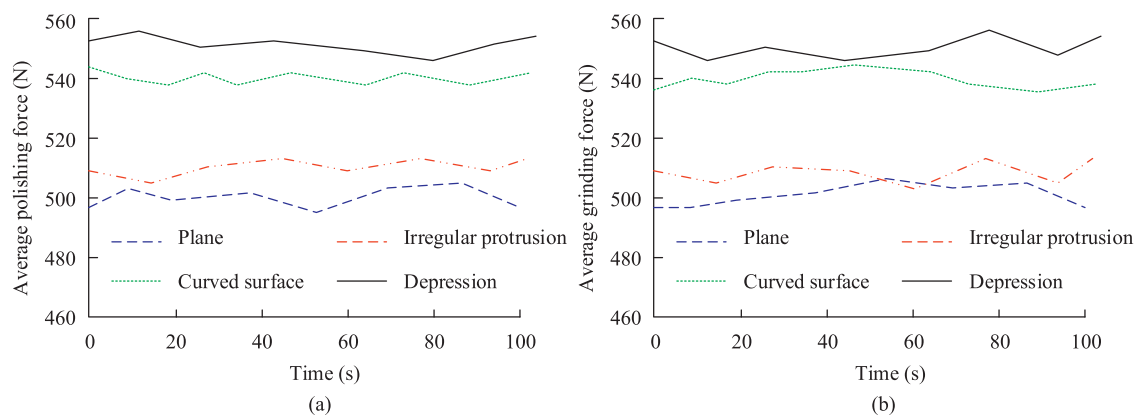 560
540
520
500
480
460
Average polishing force (N)
Plane
Irregular protrusion
Curved surface
Depression
0 20 40 60 80 100
Time (s)
(a)
560
540
520
500
480
460
Average grinding force (N)
Plane
Irregular protrusion
Curved surface
Depression
0 20 40 60 80 100
Time (s)
(b)